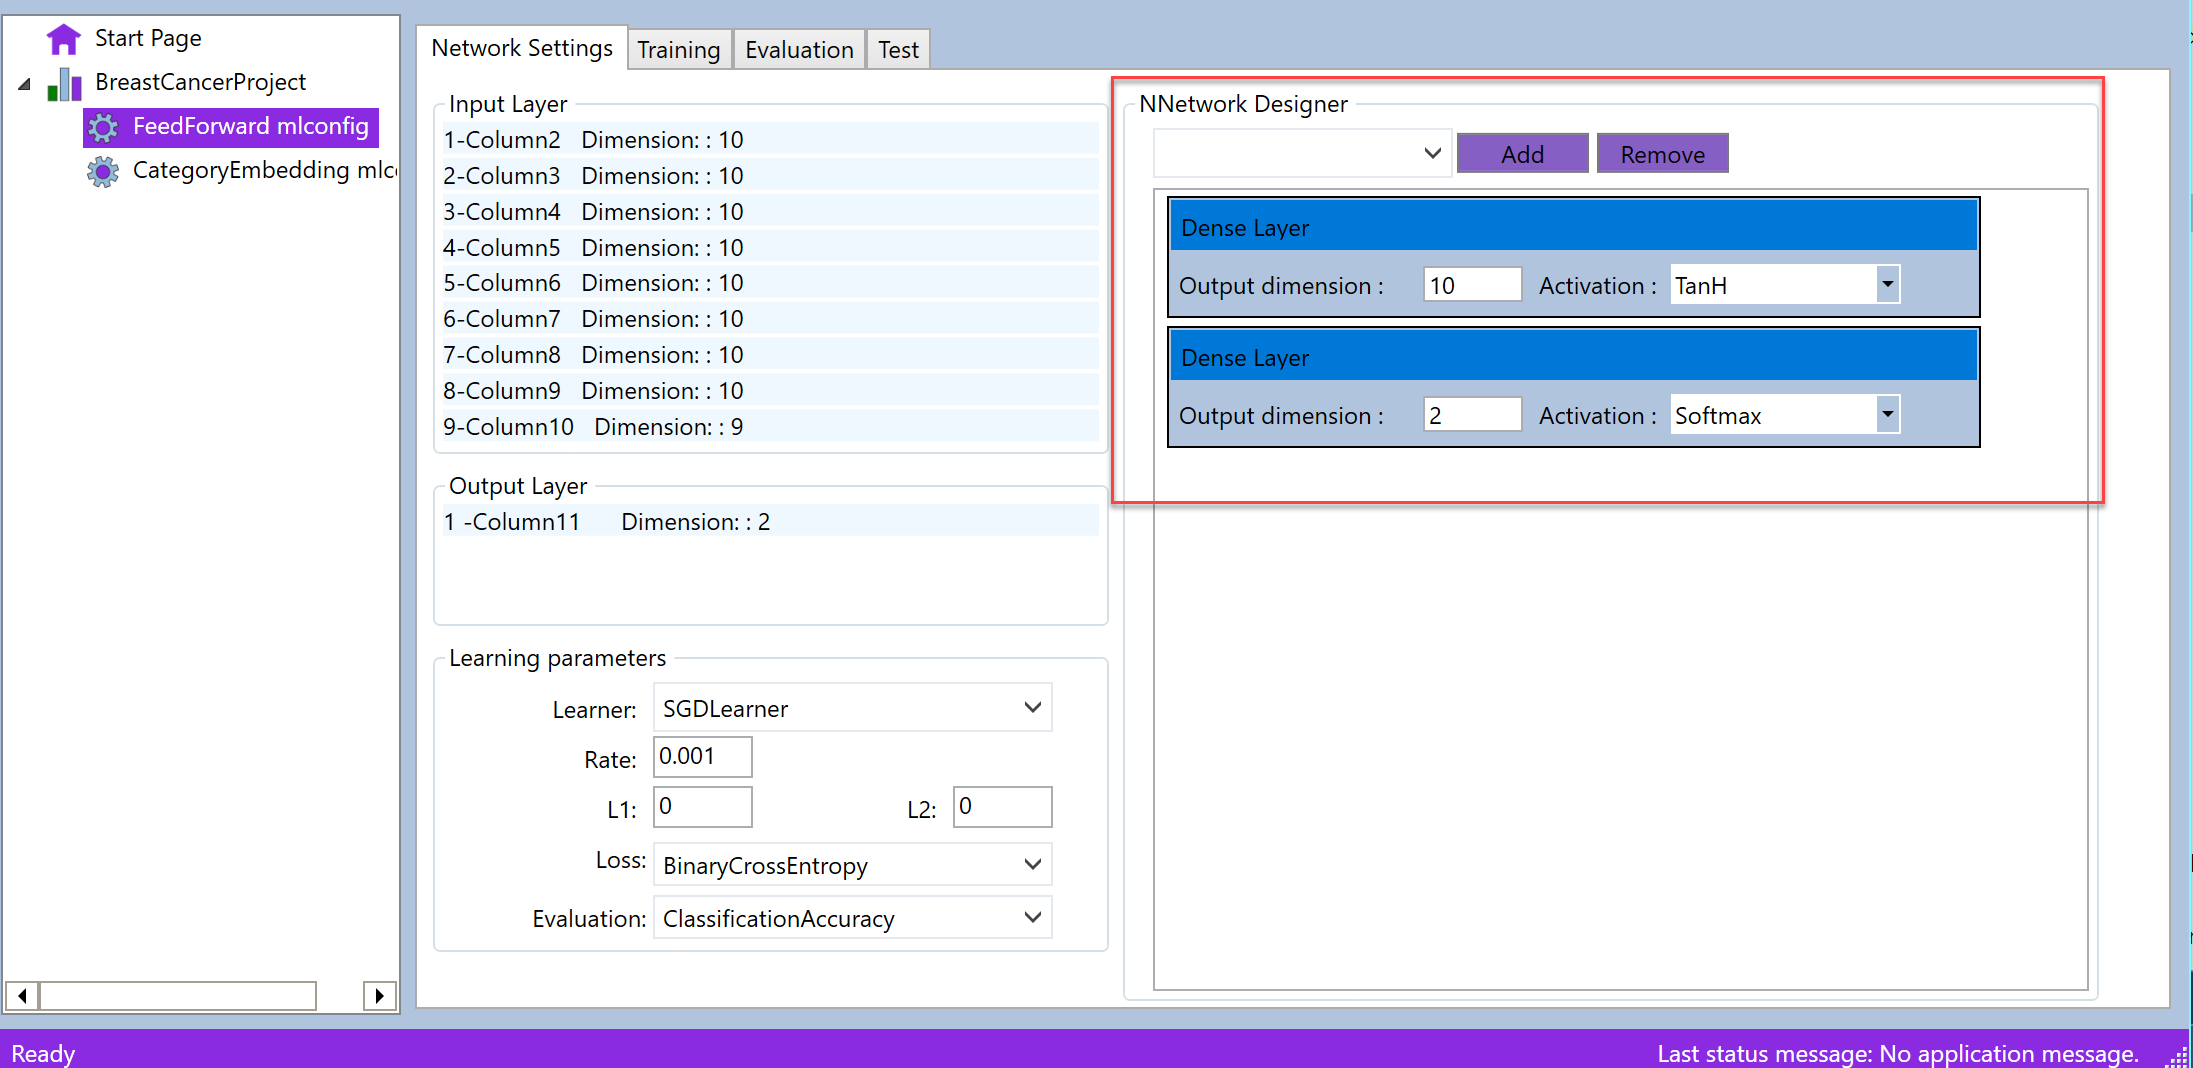 Start Page
BreastCancerProject
FeedForward mlconfig
CategoryEmbedding mlc
Network Settings
Training
Evaluation
Test
Input Layer
1-Column2 Dimension: : 10
2-Column3 Dimension: : 10
3-Column4 Dimension: : 10
4-Column5 Dimension: : 10
5-Column6 Dimension: : 10
6-Column7 Dimension: : 10
7-Column8 Dimension: : 10
8-Column9 Dimension: : 10
9-Column10 Dimension: : 9
Output Layer
1 -Column11 Dimension: : 2
Learning parameters
Learner: SGDLearner
Rate: 0.001
L1: 0 L2: 0
Loss: BinaryCrossEntropy
Evaluation: ClassificationAccuracy
NNetwork Designer
Add Remove
Dense Layer
Output dimension : 10 Activation : TanH
Dense Layer
Output dimension : 2 Activation : Softmax
Ready
Last status message: No application message.